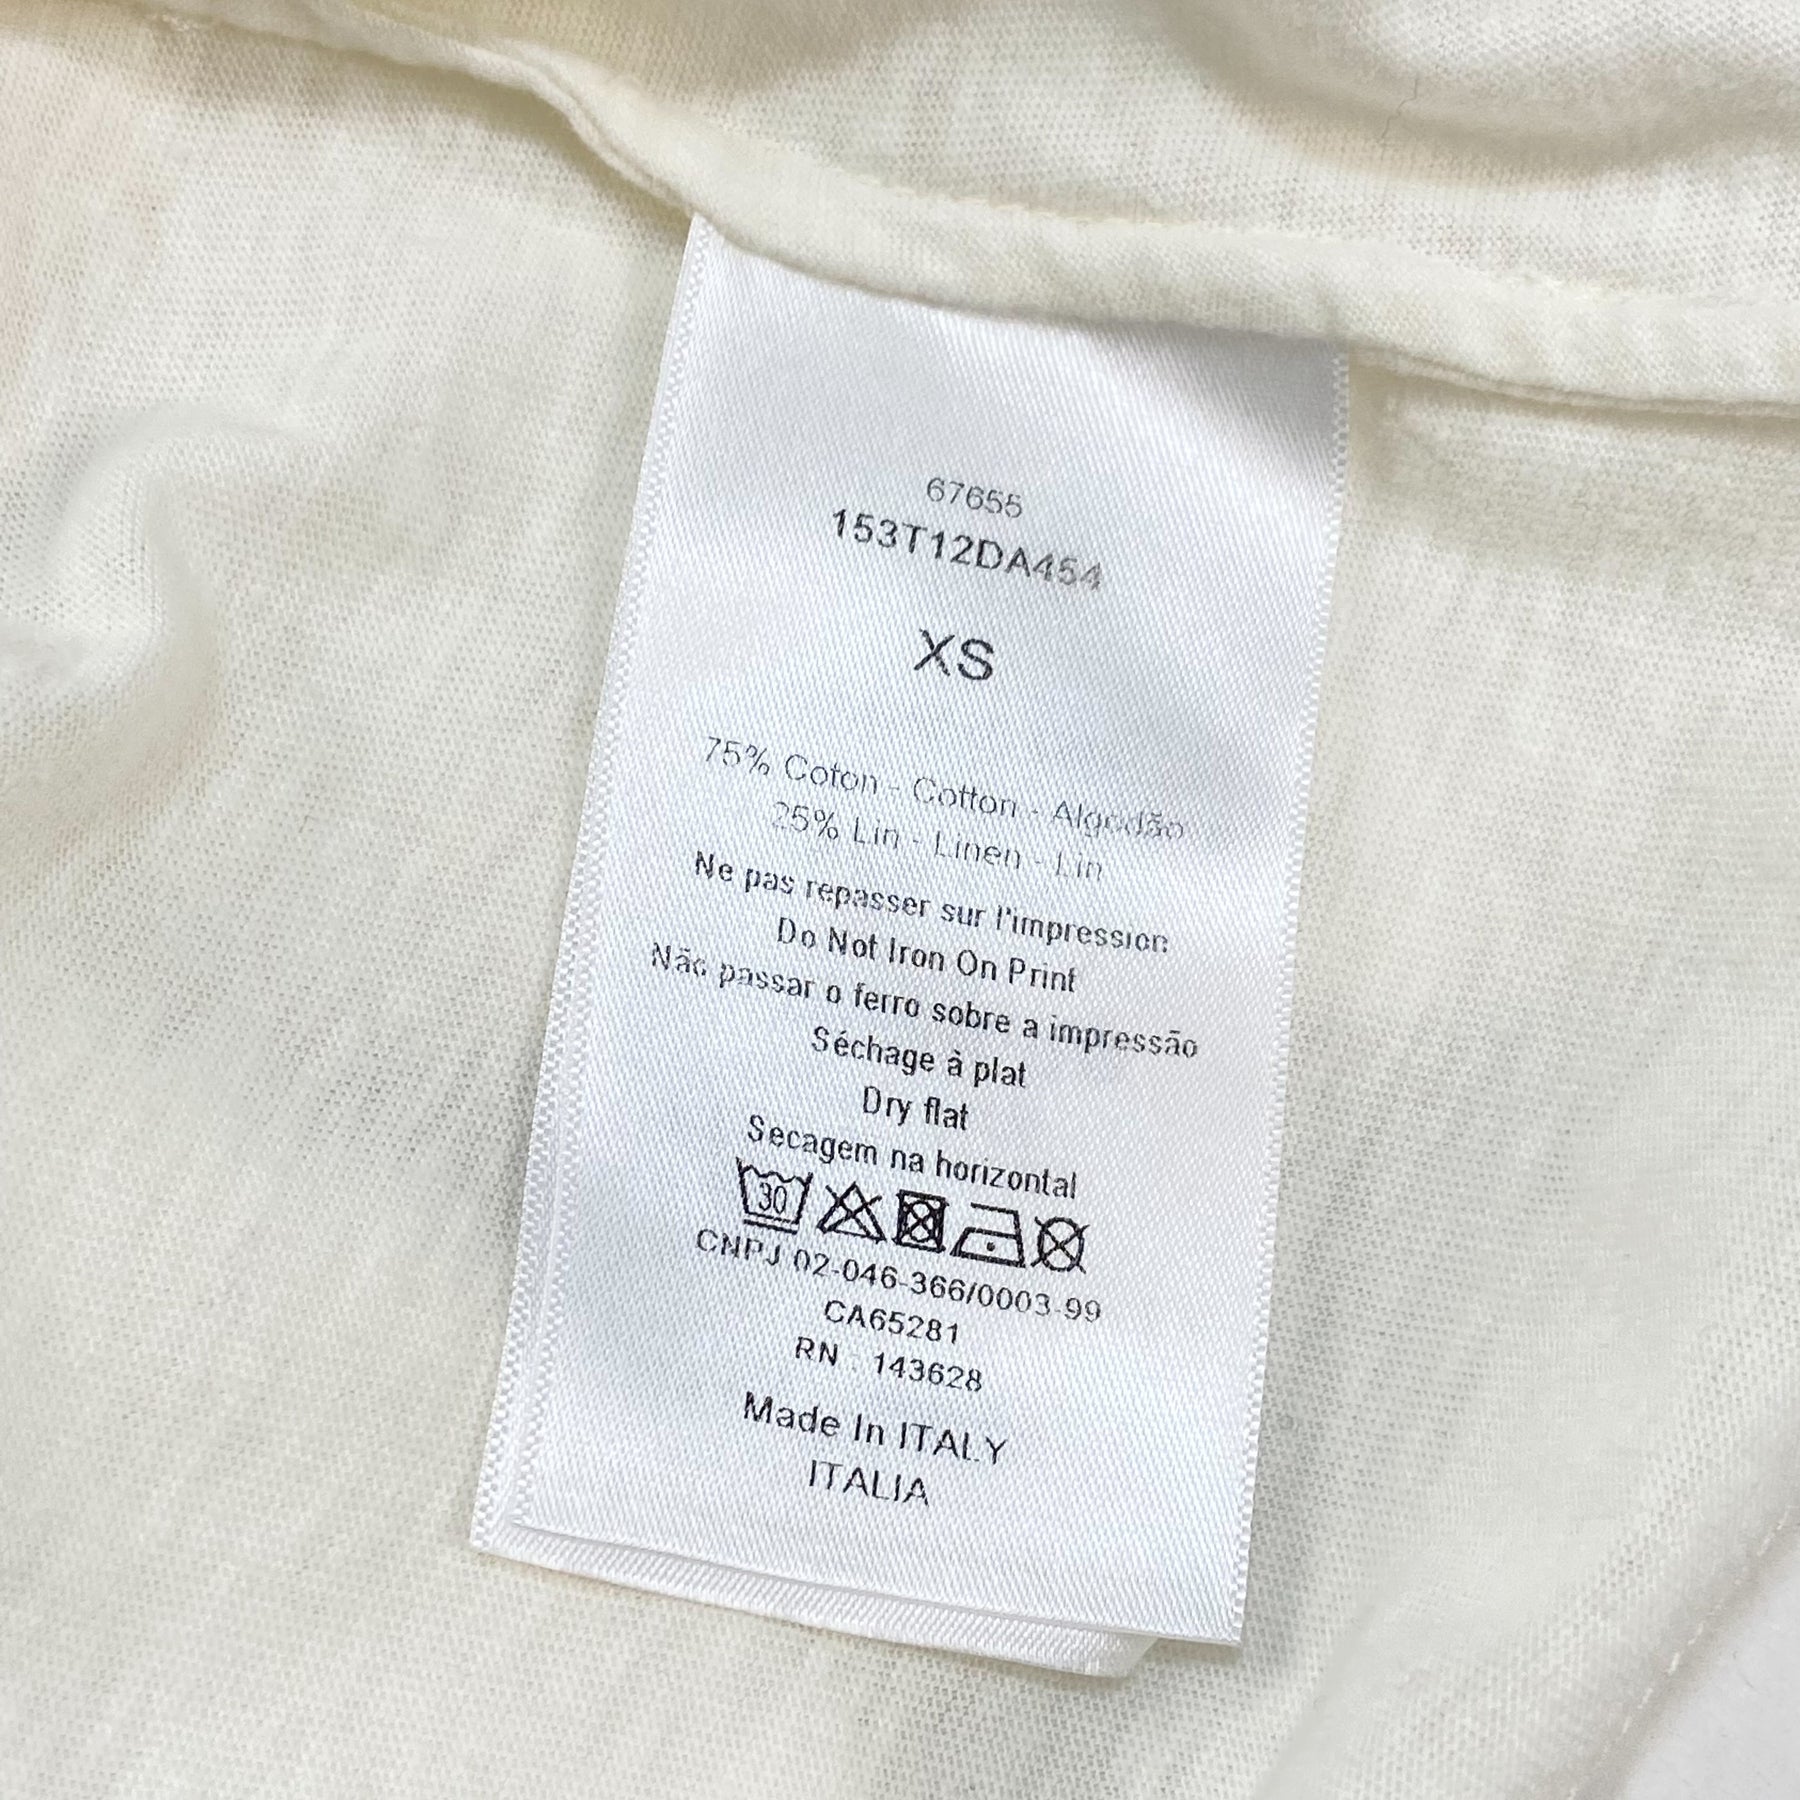 67655
153T12DA454
XS
75% Coton - Cotton - Algodão
25% Lin - Linen - Lin
Ne pas repasser sur l'impression
Do Not Iron On Print
Não passar o ferro sobre a impressão
Séchage à plat
Dry flat
Secagem na horizontal
30
CNPJ 02-046-366/0003-99
CA65281
RN : 143628
Made In ITALY
ITALIA